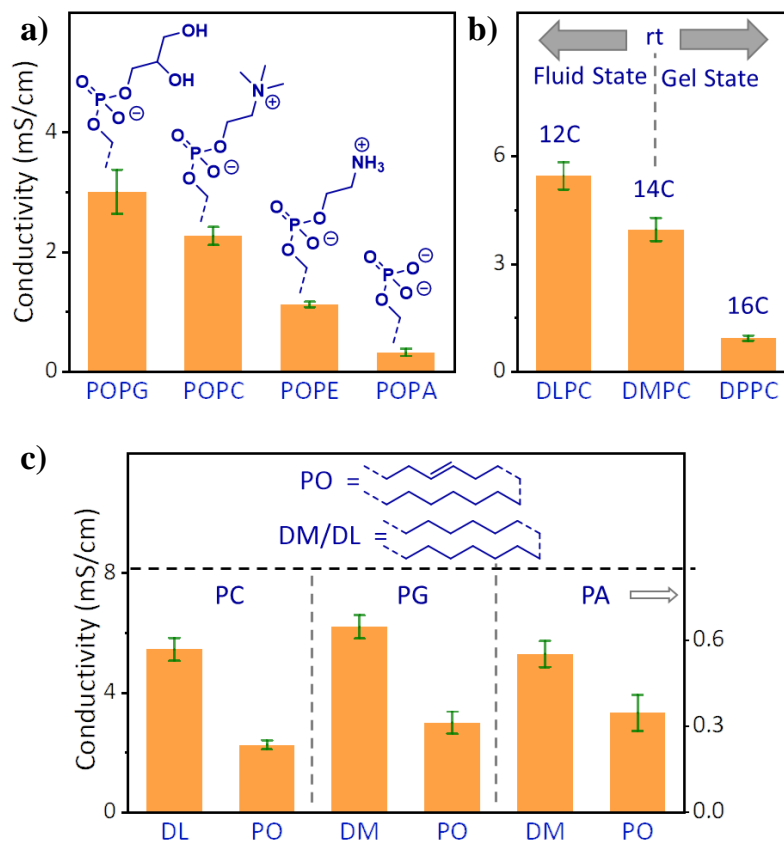 a)
Conductivity (mS/cm)
4
2
0
OH
OH
O
O
P
O
O
⊖
N
⊕
O
O
P
O
O
⊖
⊕
NH₃
O
O
P
O
O
⊖
O
O
P
O
O
⊖
⊖
POPG POPC POPE POPA
b)
rt
Fluid State Gel State
12C
14C
16C
6
3
0
DLPC DMPC DPPC
c)
Conductivity (mS/cm)
PO =
DM/DL =
8
4
0
PC PG PA
0.6
0.3
0.0
DL PO DM PO DM PO